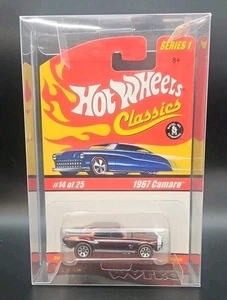 SERIES 1
8+
Hot Wheels
Classics
#14 of 25
1967 Camaro